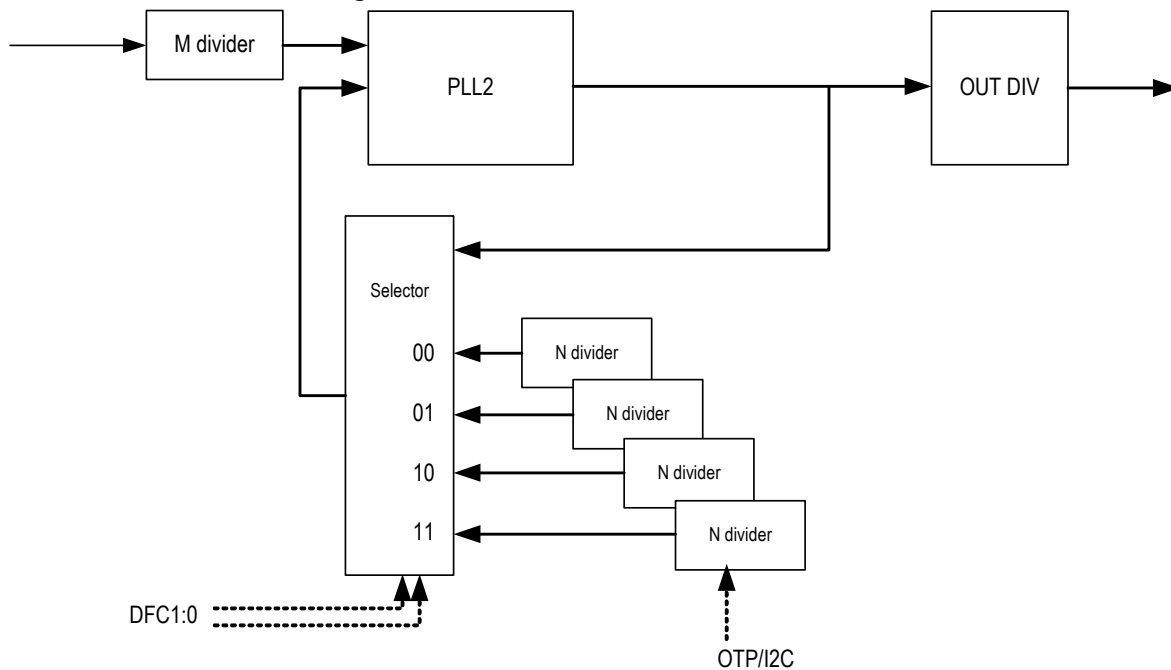 M divider
PLL2
OUT DIV
Selector
00
N divider
01
N divider
10
N divider
11
N divider
DFC1:0
OTP/I2C